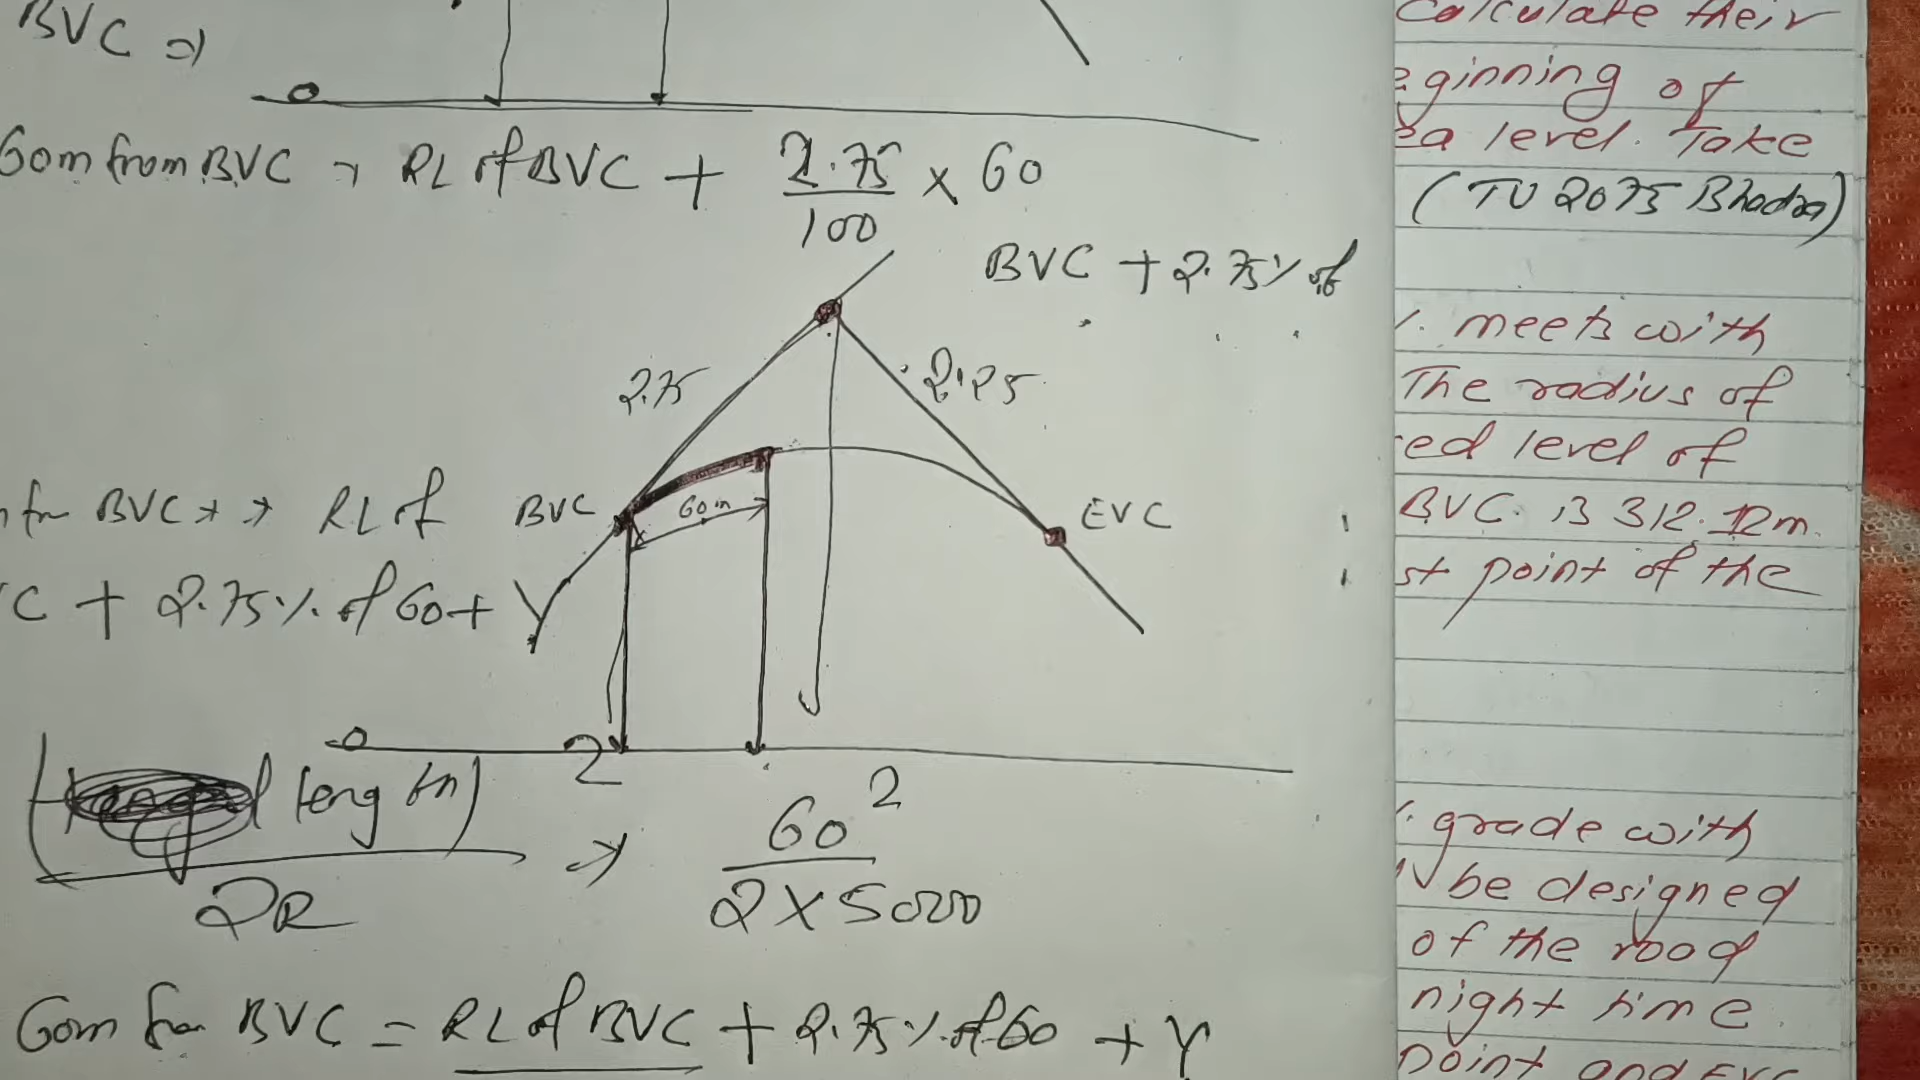 BVC ⇒
60m from BVC → RL of BVC + 2.75/100 × 60
BVC + 2.75% of
2.75
2.25
for BVC → → RL of
BVC
60m
EVC
C + 2.75% of 60 + Y
length) 2
2R
⇒ 60²
2×5000
60m from BVC = RL of BVC + 2.75% of 60 + Y
Calculate their
eginning of
ea level. Take
(TU 2075 Bhadra)
%. meets with
The radius of
ed level of
BVC. is 312.12m.
st point of the
%. grade with
be designed
of the road
night time.
point and EVC